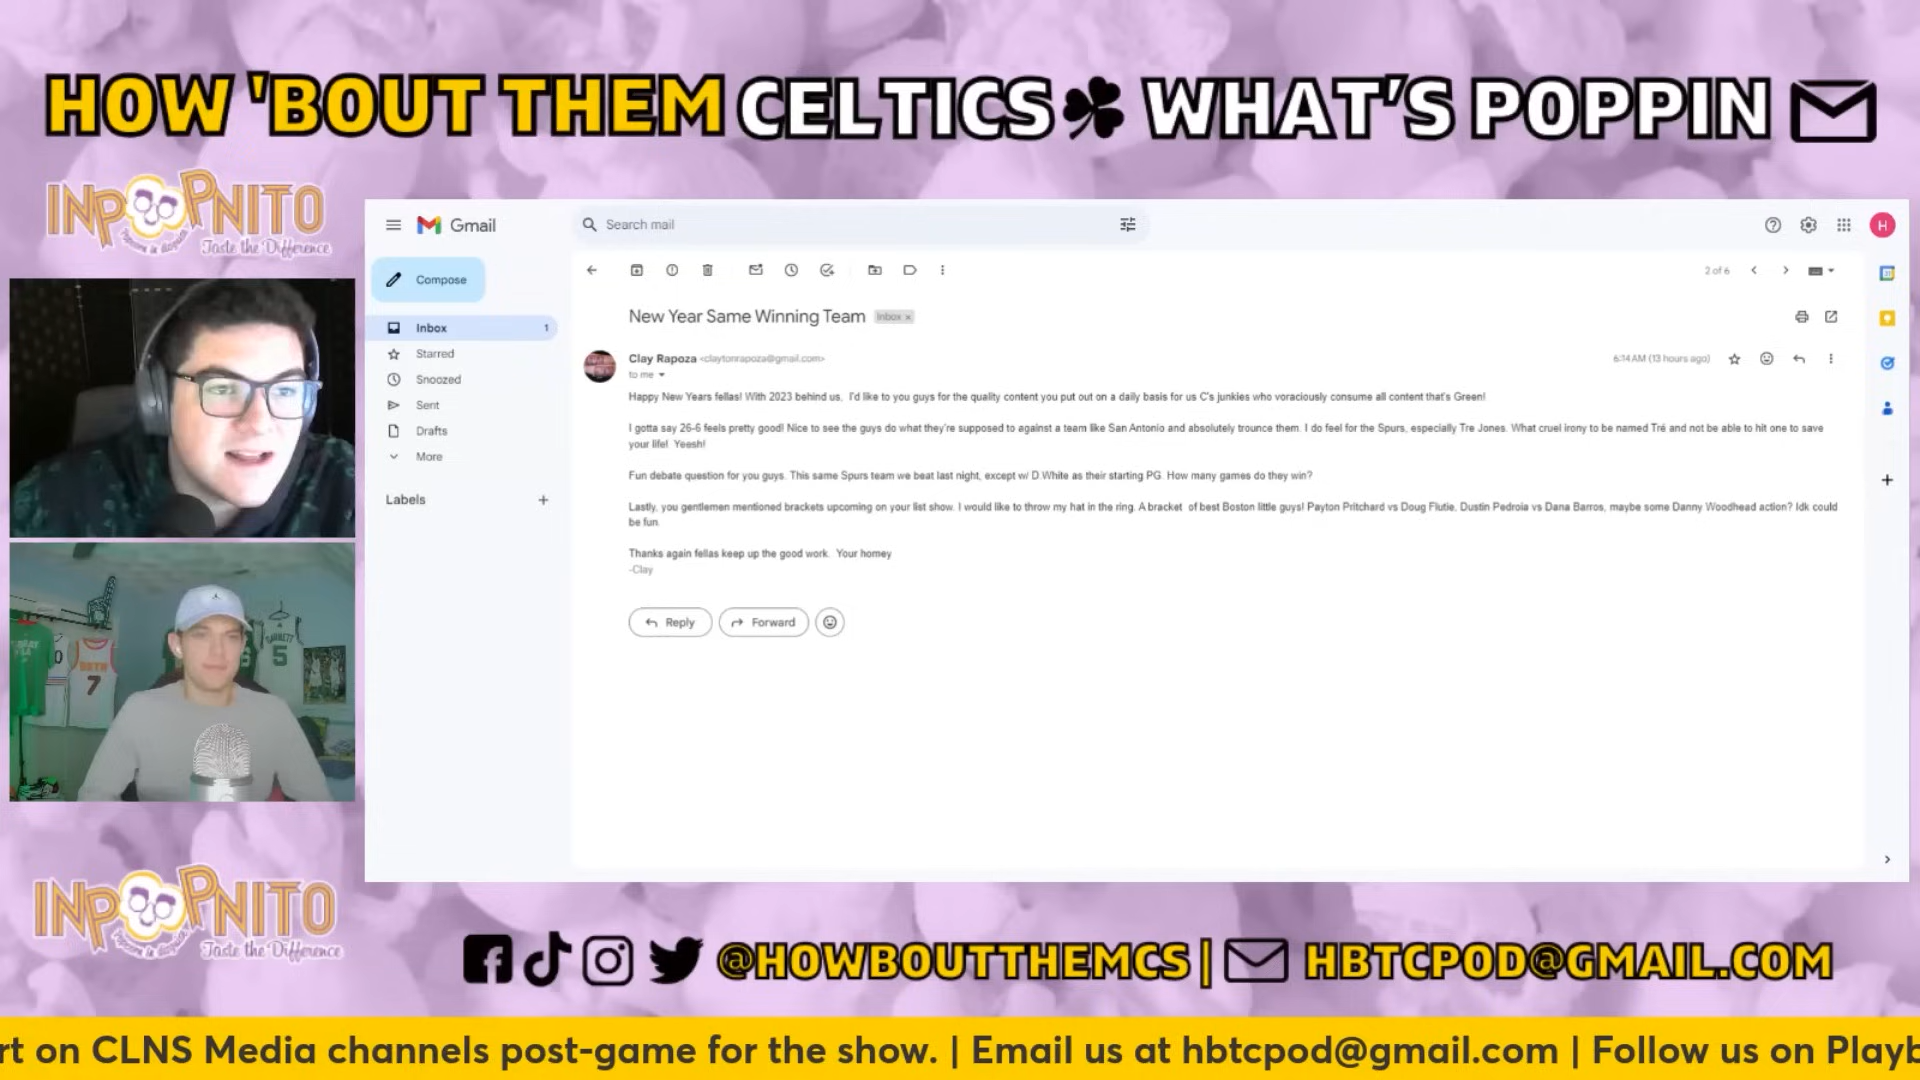 HOW 'BOUT THEM CELTICS WHAT'S POPPIN
INPOPNITO
Popcorn in disguise
Taste the Difference
Gmail
Search mail
H
Compose
2 of 6
Inbox 1
New Year Same Winning Team Inbox x
Starred
Clay Rapoza <claytonrapoza@gmail.com> 6:14 AM (13 hours ago)
to me
Snoozed
Happy New Years fellas! With 2023 behind us, I'd like to you guys for the quality content you put out on a daily basis for us C's junkies who voraciously consume all content that's Green!
Sent
Drafts
I gotta say 26-6 feels pretty good! Nice to see the guys do what they're supposed to against a team like San Antonio and absolutely trounce them. I do feel for the Spurs, especially Tre Jones. What cruel irony to be named Tré and not be able to hit one to save
your life! Yeesh!
More
Fun debate question for you guys. This same Spurs team we beat last night, except w/ D.White as their starting PG. How many games do they win?
Labels
Lastly, you gentlemen mentioned brackets upcoming on your list show. I would like to throw my hat in the ring. A bracket of best Boston little guys! Payton Pritchard vs Doug Flutie, Dustin Pedroia vs Dana Barros, maybe some Danny Woodhead action? Idk could
be fun.
Thanks again fellas keep up the good work. Your homey
-Clay
Reply
Forward
GARNETT
5
7
INPOPNITO
Taste the Difference
@HOWBOUTTHEMCS | HBTCPOD@GMAIL.COM
rt on CLNS Media channels post-game for the show. | Email us at hbtcpod@gmail.com | Follow us on Playb